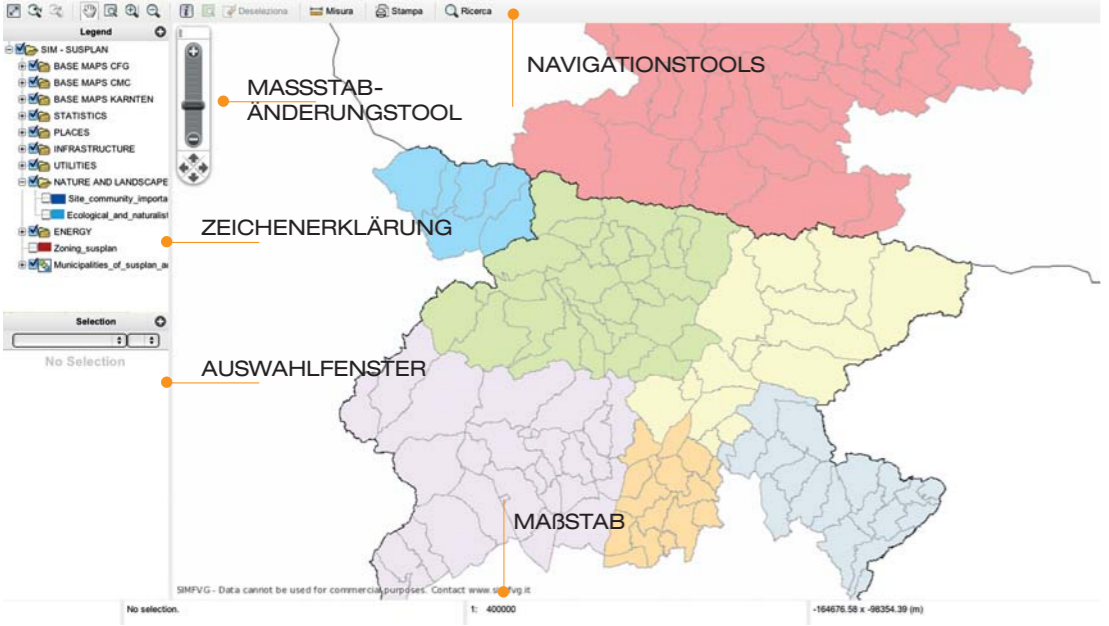 Deseleziona Misura Stampa Ricerca
Legend
SIM - SUSPLAN
BASE MAPS CFG
BASE MAPS CMC
BASE MAPS KARNTEN
STATISTICS
PLACES
INFRASTRUCTURE
UTILITIES
NATURE AND LANDSCAPE
Site_community_importa
Ecological_and_naturalist
ENERGY
Zoning_susplan
Municipalities_of_susplan_a
Selection
No Selection
NAVIGATIONSTOOLS
MASSSTAB-
ÄNDERUNGSTOOL
ZEICHENERKLÄRUNG
AUSWAHLFENSTER
MAßSTAB
SIMFVG - Data cannot be used for commercial purposes. Contact www.simfvg.it
No selection. 1: 400000 -164676.58 x -98354.39 (m)